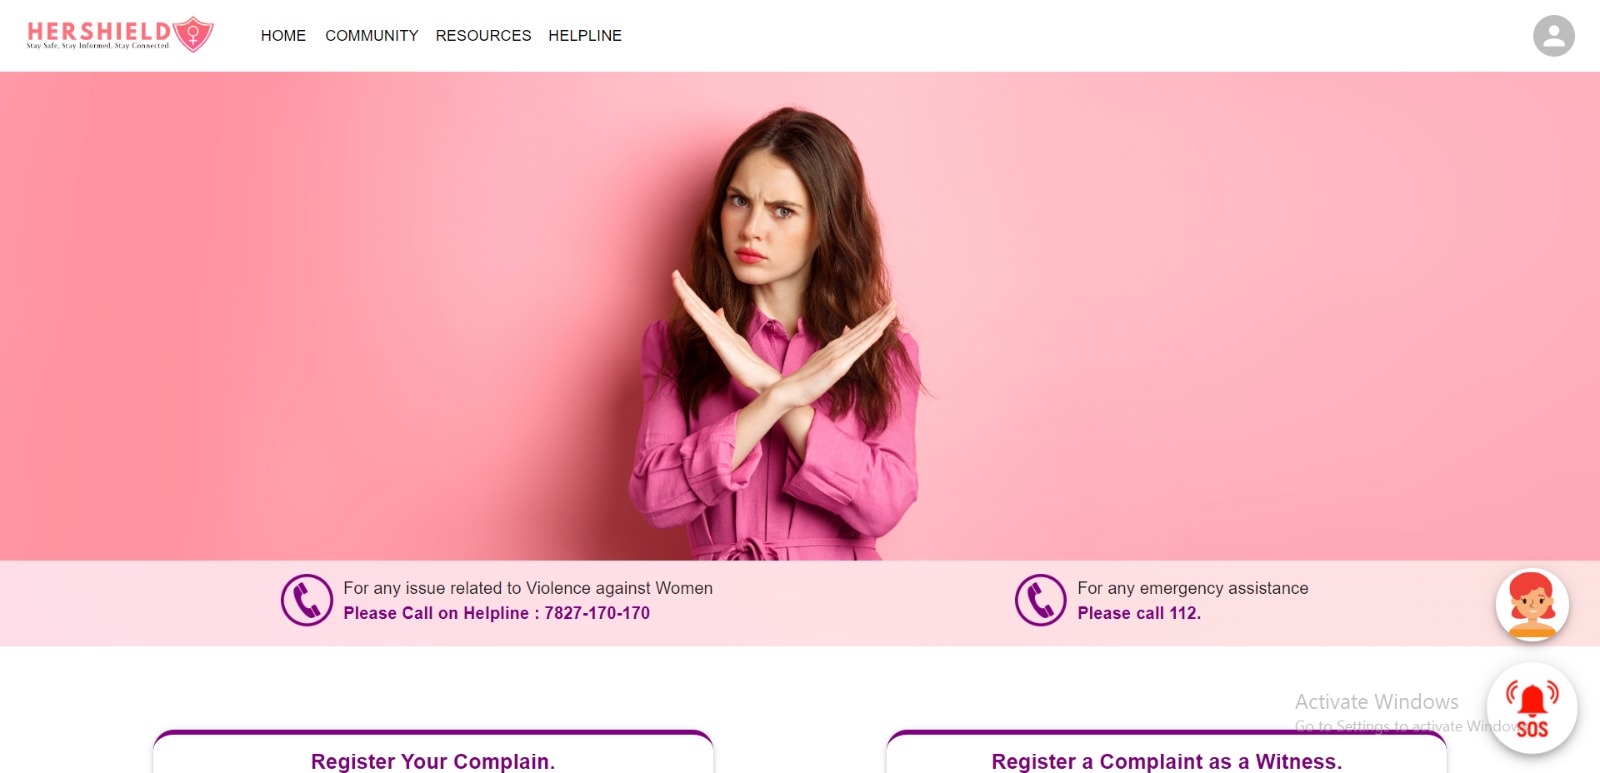 HERSHIELD
Stay Safe, Stay Informed, Stay Connected.
HOME COMMUNITY RESOURCES HELPLINE
For any issue related to Violence against Women
Please Call on Helpline : 7827-170-170
For any emergency assistance
Please call 112.
Activate Windows
Go to Settings to activate Windows
SOS
Register Your Complain.
Register a Complaint as a Witness.